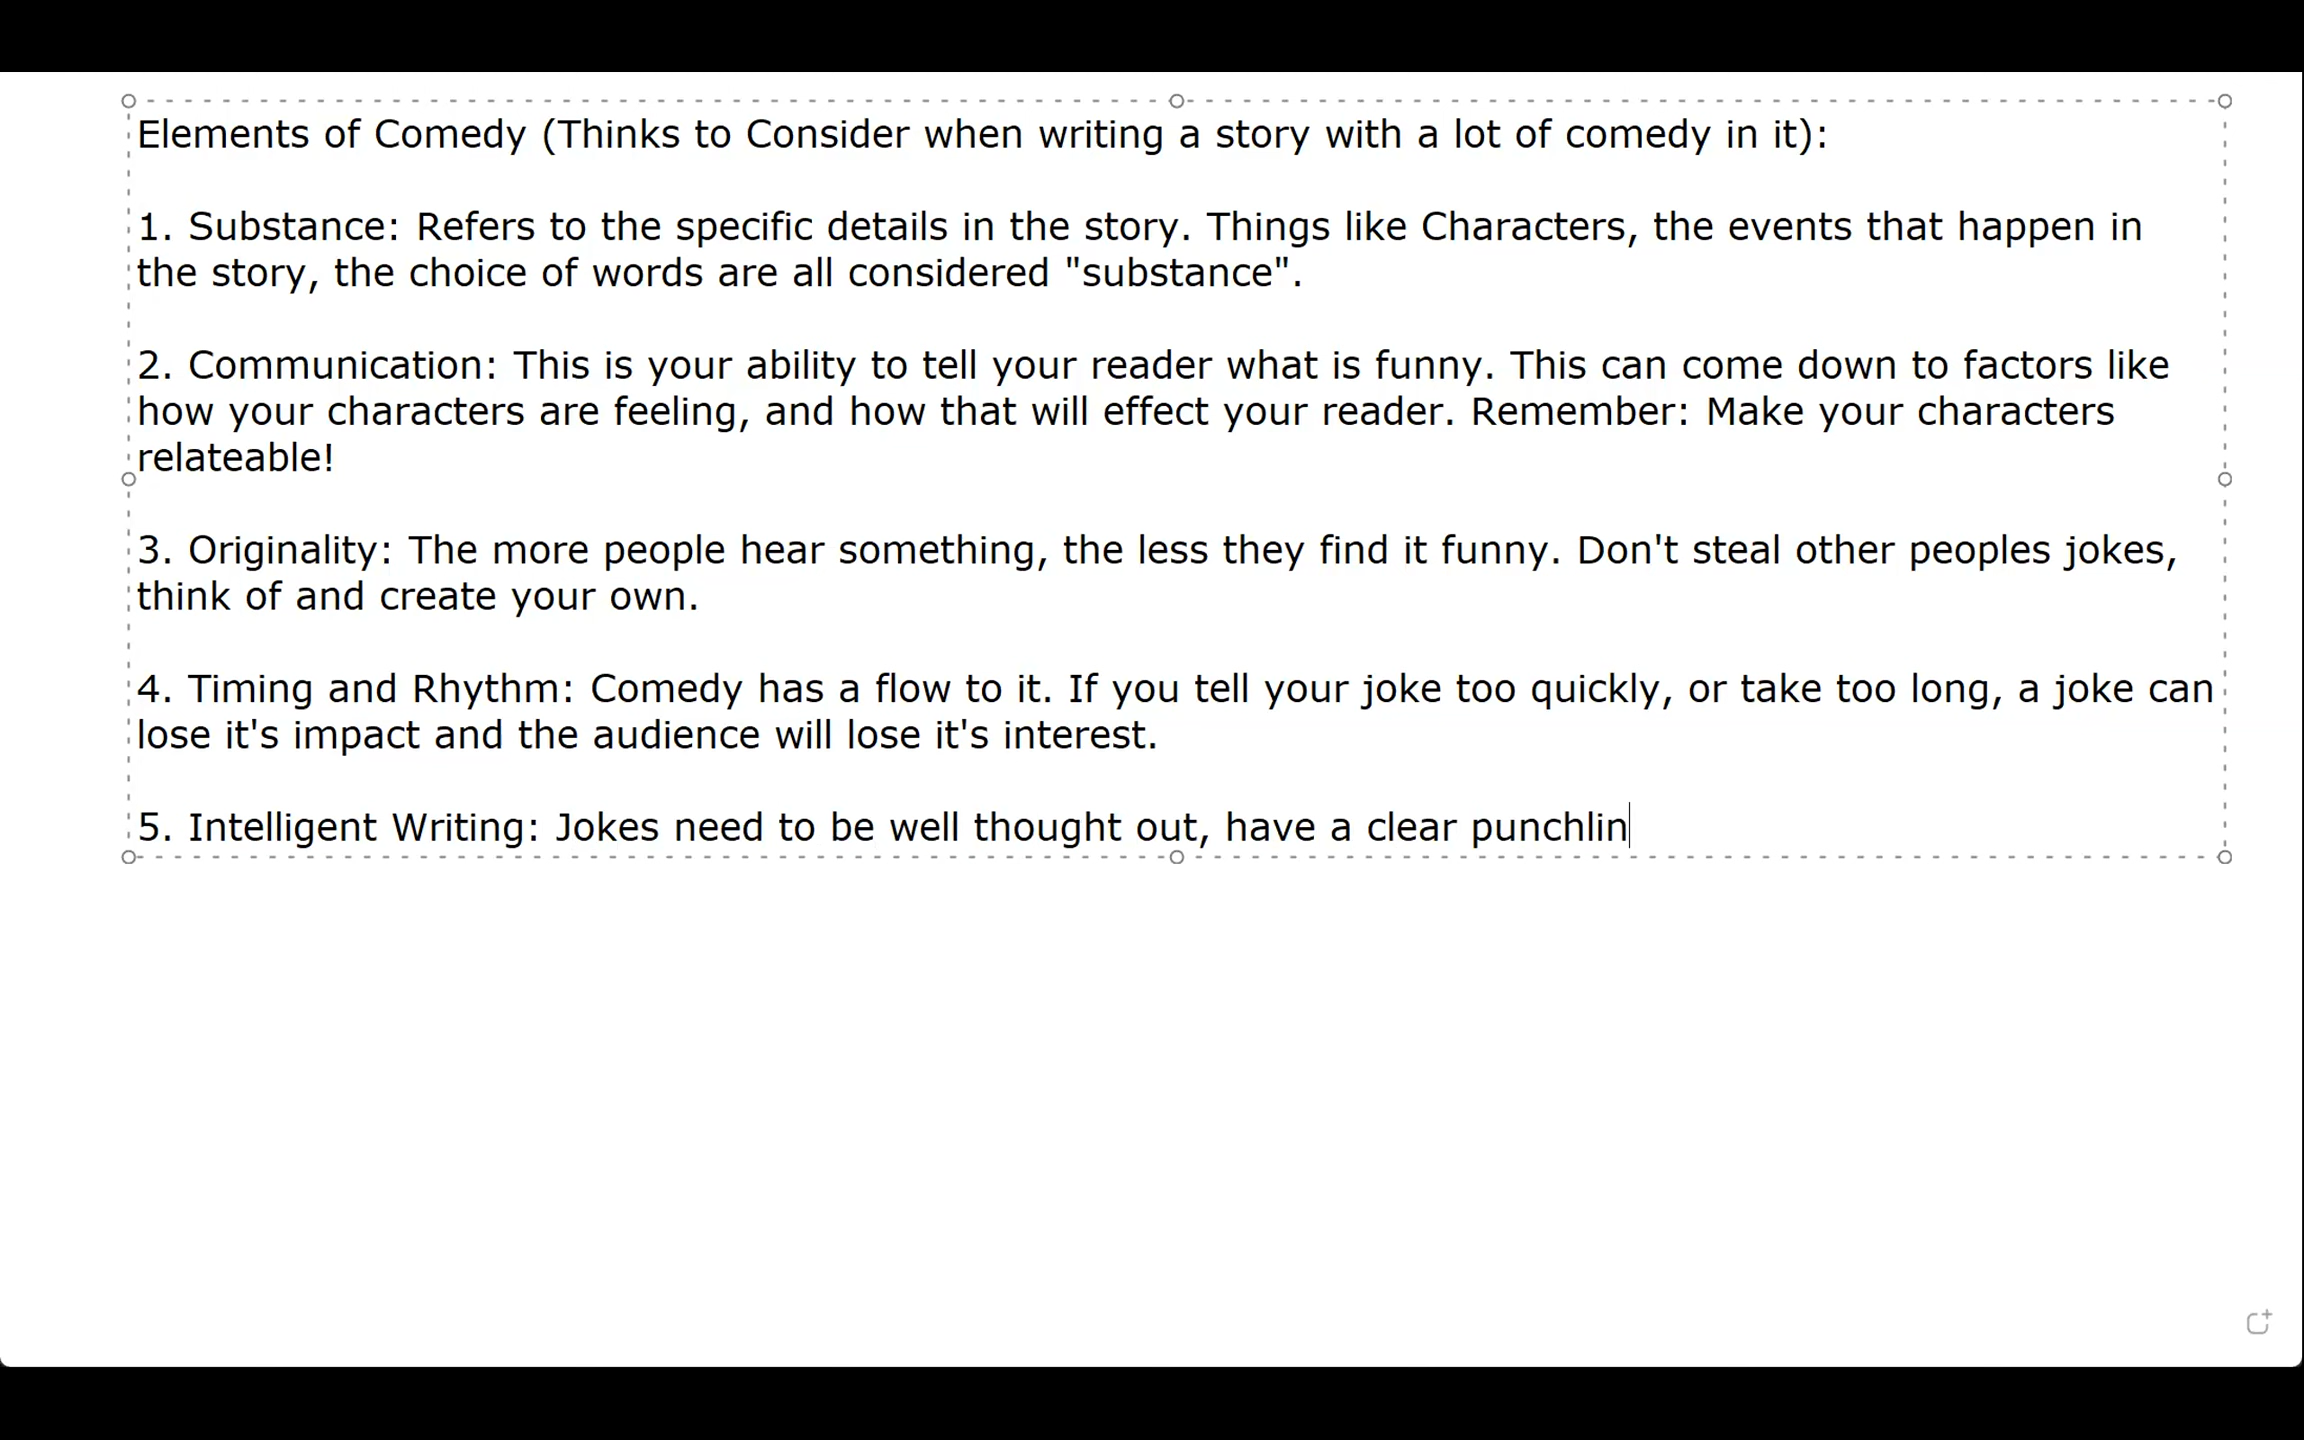 Elements of Comedy (Thinks to Consider when writing a story with a lot of comedy in it):
1. Substance: Refers to the specific details in the story. Things like Characters, the events that happen in
the story, the choice of words are all considered "substance".
2. Communication: This is your ability to tell your reader what is funny. This can come down to factors like
how your characters are feeling, and how that will effect your reader. Remember: Make your characters
relateable!
3. Originality: The more people hear something, the less they find it funny. Don't steal other peoples jokes,
think of and create your own.
4. Timing and Rhythm: Comedy has a flow to it. If you tell your joke too quickly, or take too long, a joke can
lose it's impact and the audience will lose it's interest.
5. Intelligent Writing: Jokes need to be well thought out, have a clear punchlin